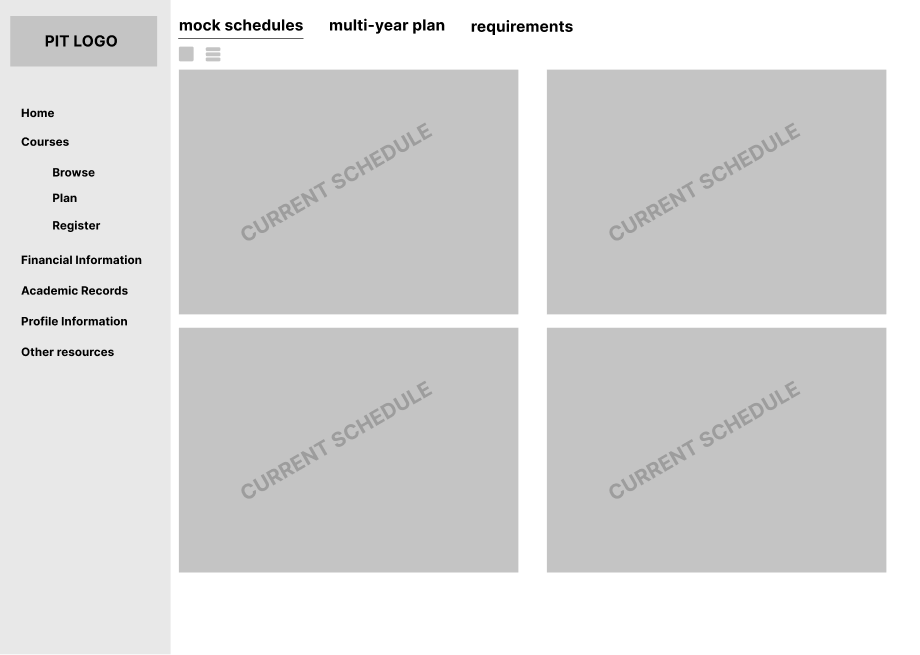 PIT LOGO
Home
Courses
Browse
Plan
Register
Financial Information
Academic Records
Profile Information
Other resources
mock schedules
multi-year plan
requirements
CURRENT SCHEDULE
CURRENT SCHEDULE
CURRENT SCHEDULE
CURRENT SCHEDULE